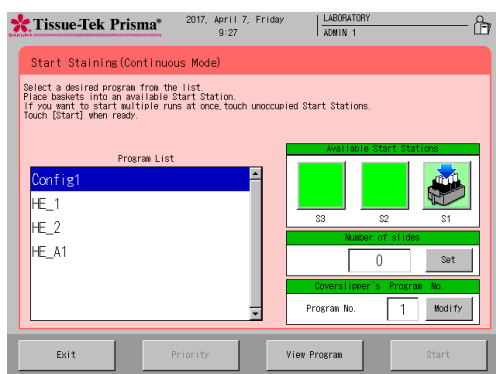 SAKURA
Tissue-Tek Prisma®
2017, April 7, Friday
9:27
LABORATORY
ADMIN 1
Start Staining(Continuous Mode)
Select a desired program from the list.
Place baskets into an available Start Station.
If you want to start multiple runs at once,touch unoccupied Start Stations.
Touch [Start] when ready.
Program List
Config1
HE_1
HE_2
HE_A1
Available Start Stations
S3 S2 S1
Number of slides
0 Set
Coverslipper's Program No.
Program No. 1 Modify
Exit Priority View Program Start